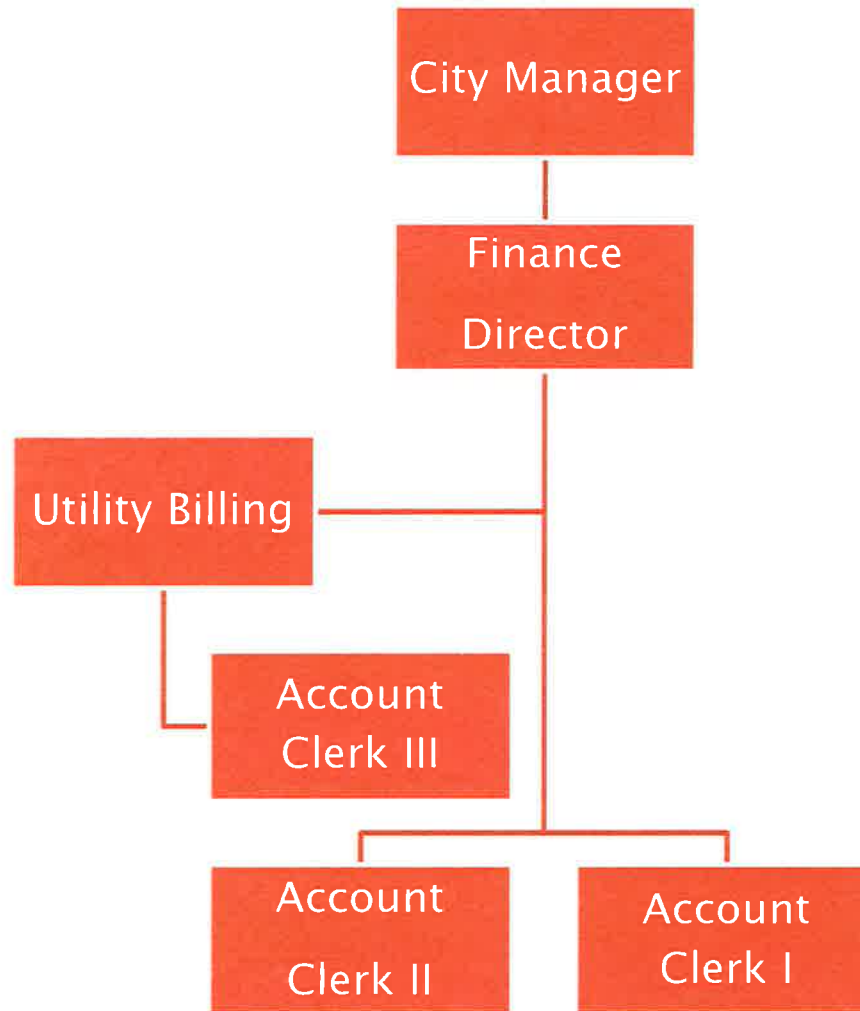 City Manager
Finance
Director
Utility Billing
Account
Clerk III
Account
Clerk II
Account
Clerk I